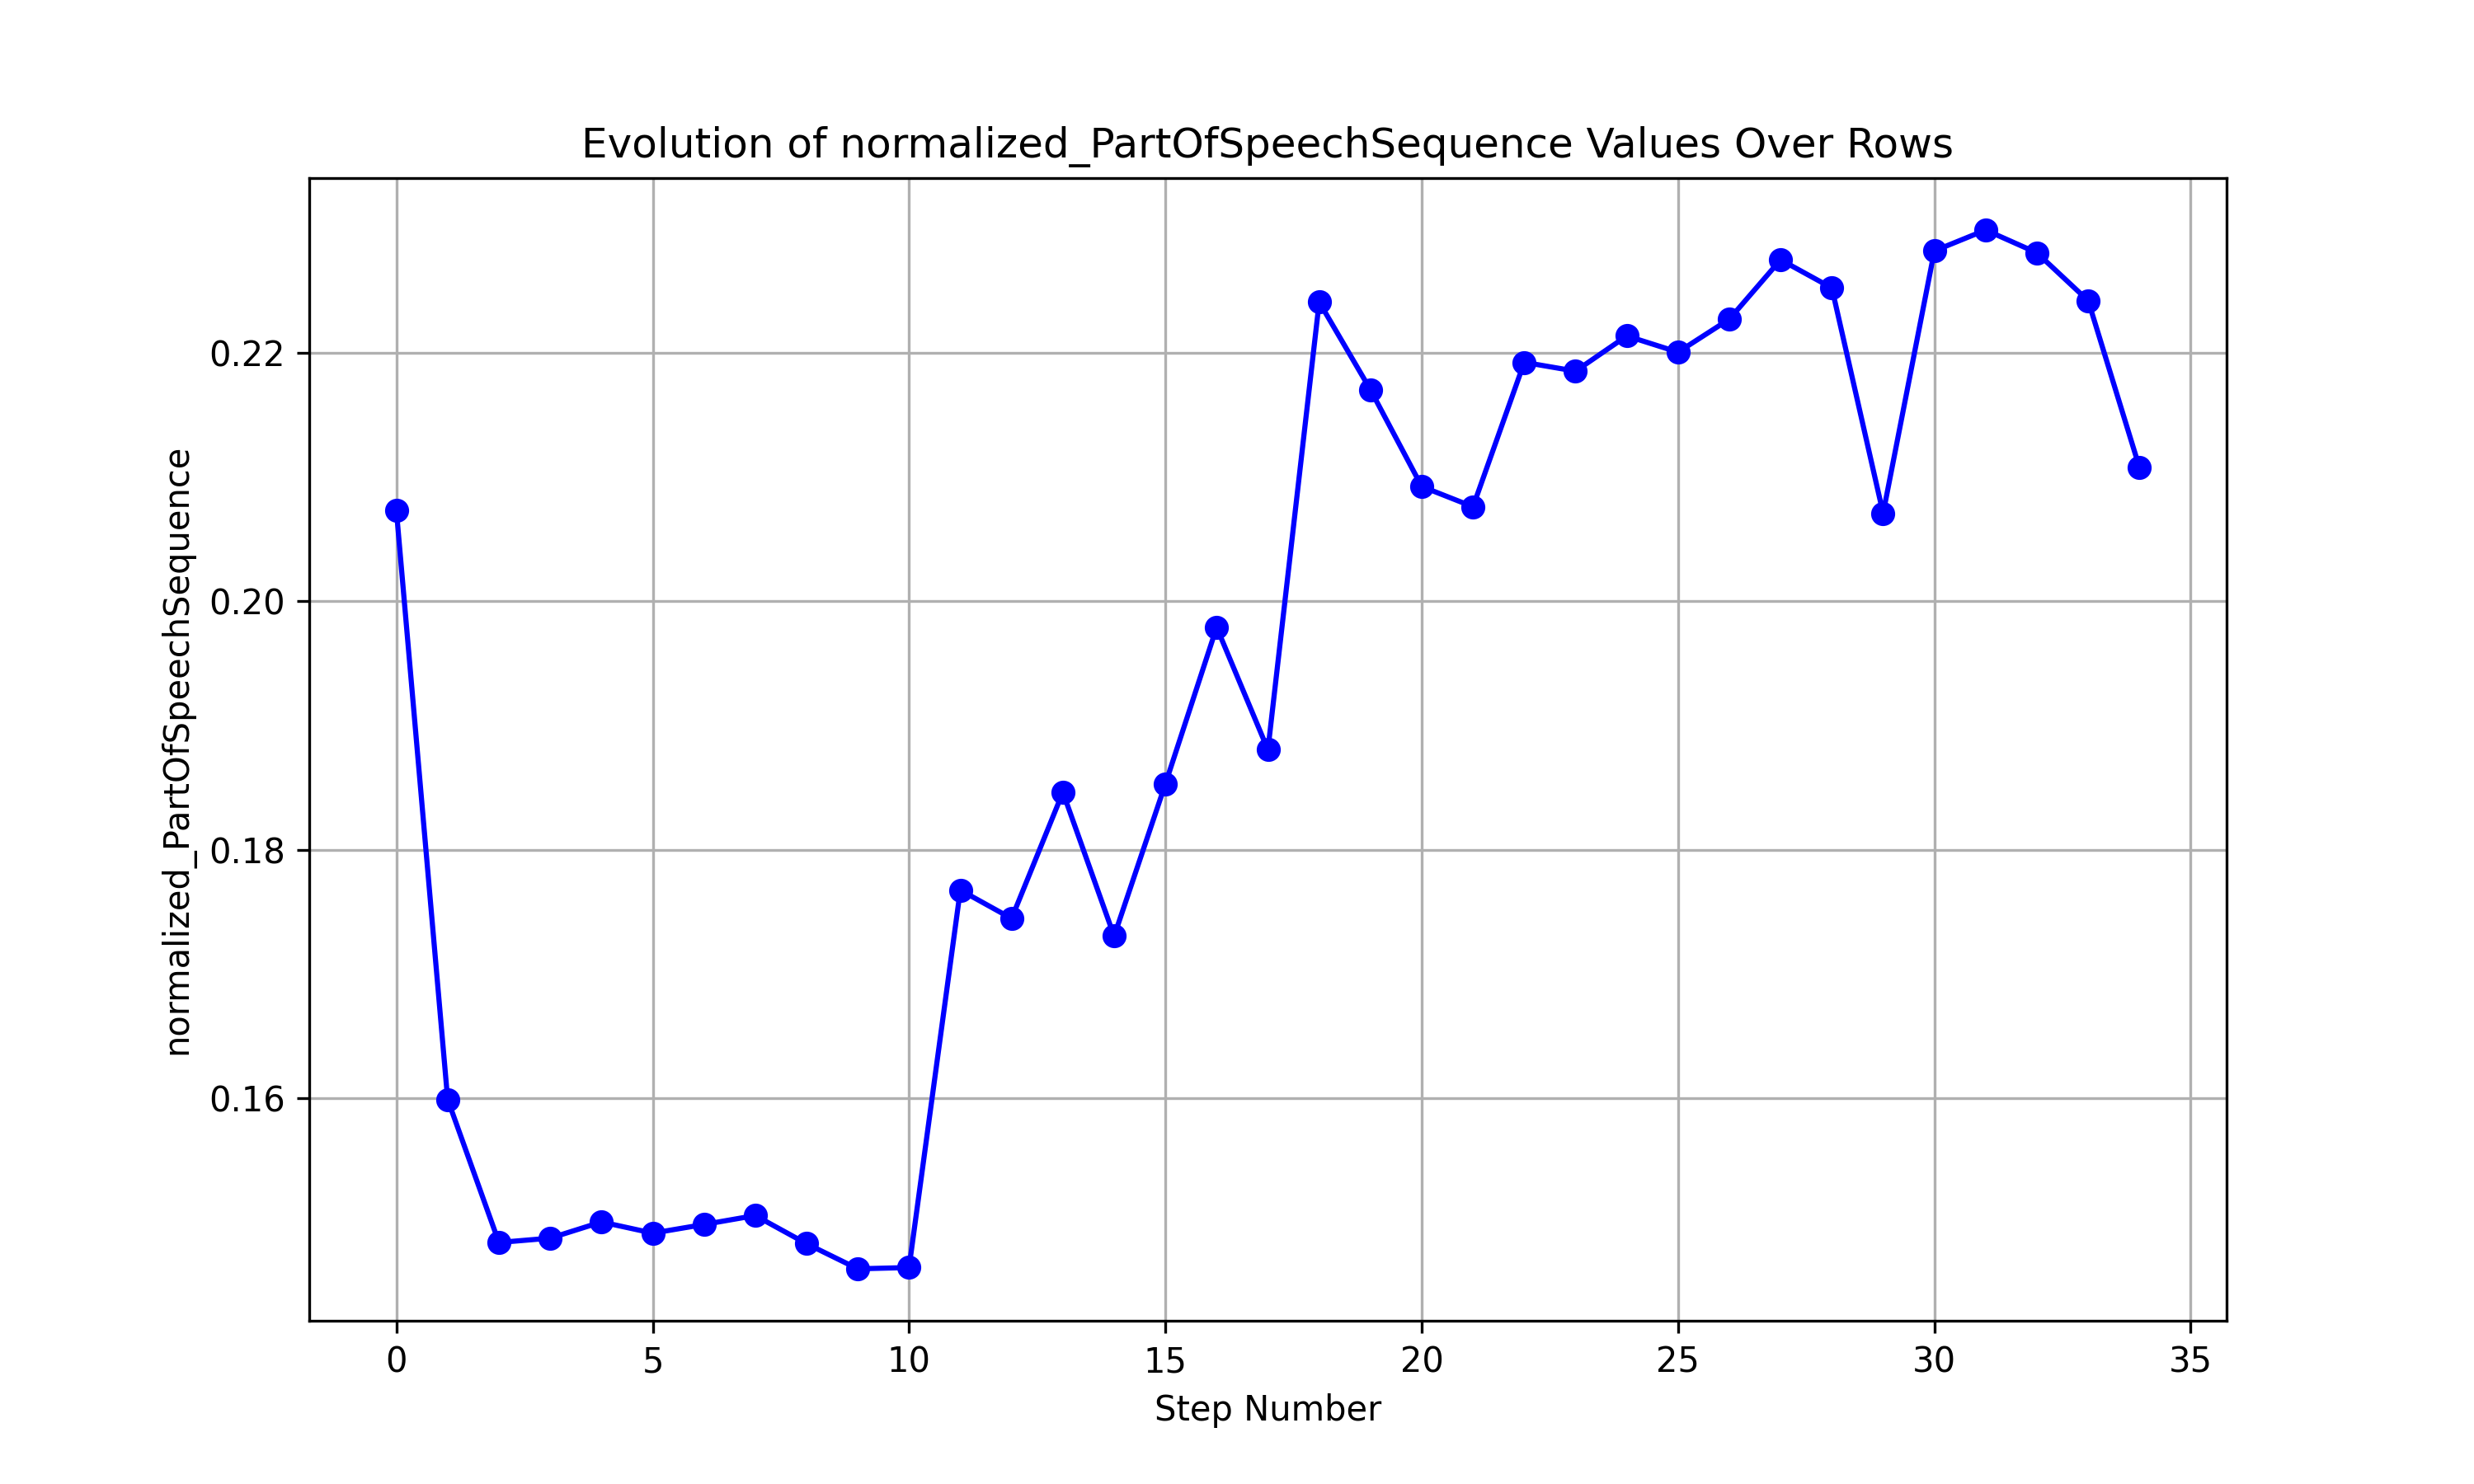 Evolution of normalized_PartOfSpeechSequence Values Over Rows
normalized_PartOfSpeechSequence
0.22
0.20
0.18
0.16
0 5 10 15 20 25 30 35
Step Number